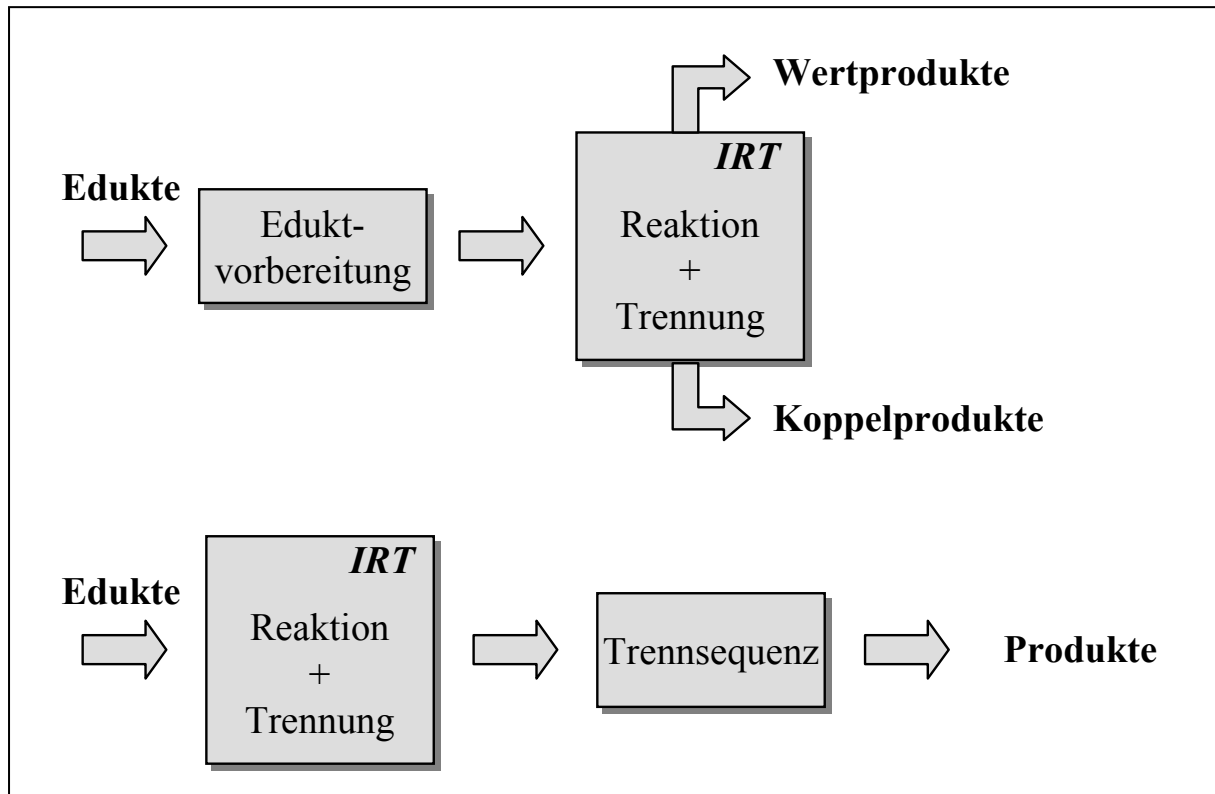 Wertprodukte
Edukte
Edukt-
vorbereitung
IRT
Reaktion
+
Trennung
Koppelprodukte
Edukte
IRT
Reaktion
+
Trennung
Trennsequenz
Produkte